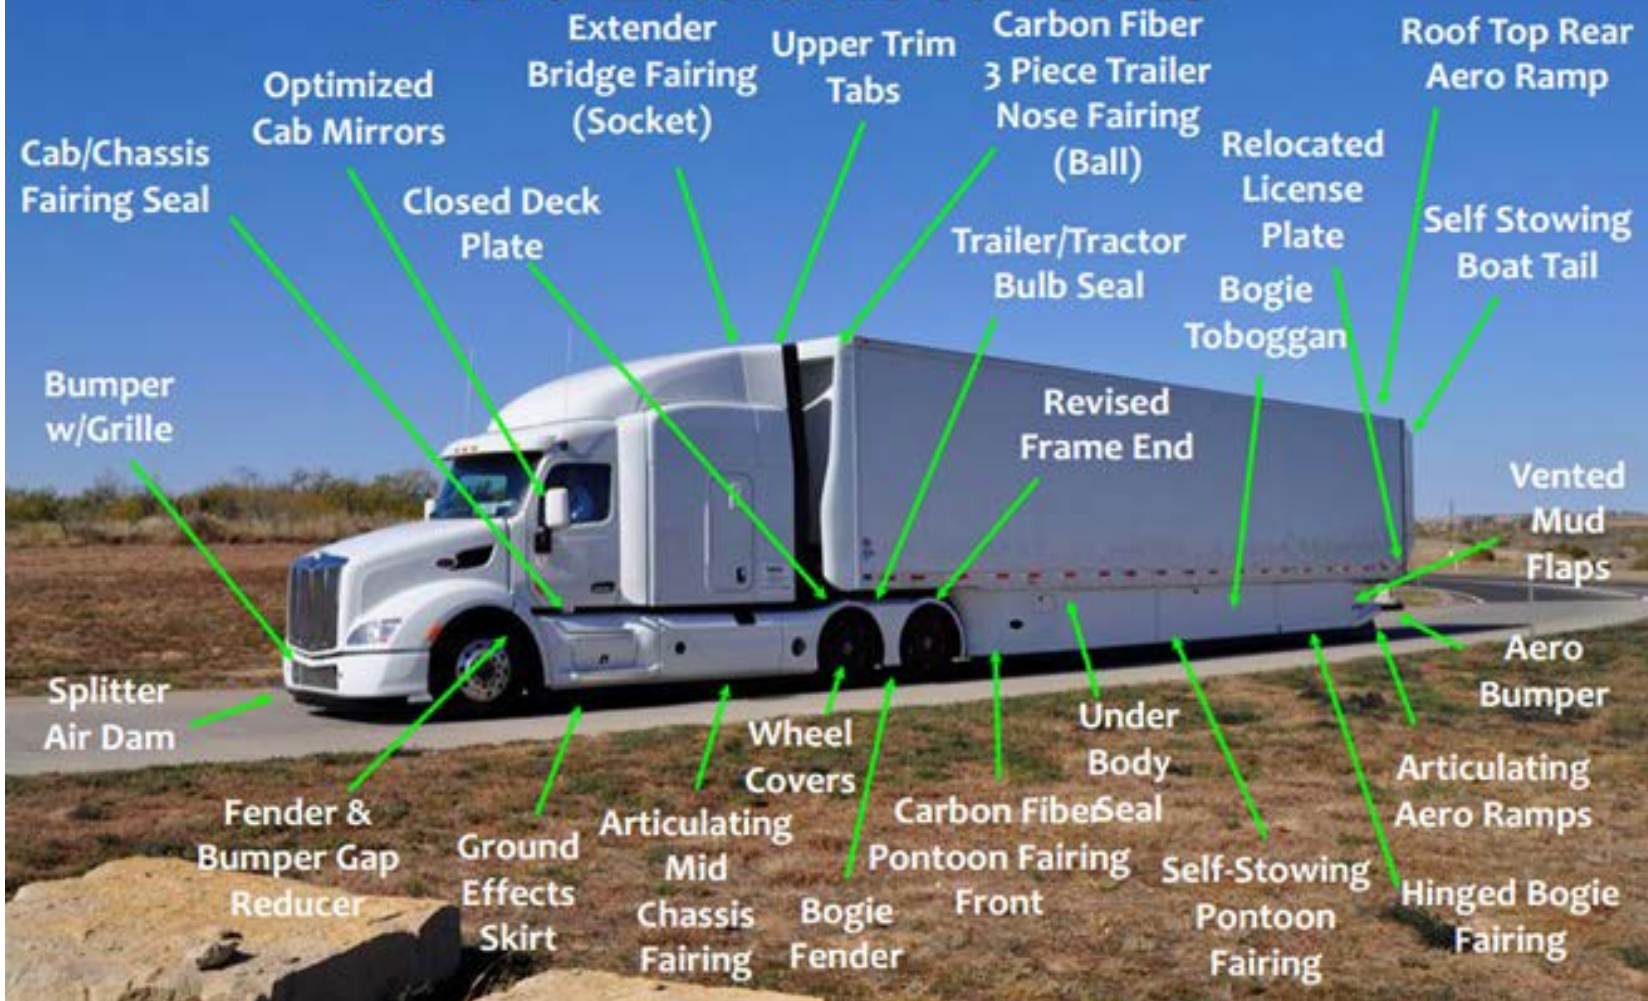 Extender
Bridge Fairing
(Socket)
Upper Trim
Tabs
Carbon Fiber
3 Piece Trailer
Nose Fairing
(Ball)
Roof Top Rear
Aero Ramp
Optimized
Cab Mirrors
Cab/Chassis
Fairing Seal
Closed Deck
Plate
Trailer/Tractor
Bulb Seal
Relocated
License
Plate
Self Stowing
Boat Tail
Bogie
Toboggan
Bumper
w/Grille
Revised
Frame End
Vented
Mud
Flaps
Splitter
Air Dam
Aero
Bumper
Wheel
Covers
Under
Body
Seal
Articulating
Aero Ramps
Fender &
Bumper Gap
Reducer
Ground
Effects
Skirt
Articulating
Mid
Chassis
Fairing
Bogie
Fender
Carbon Fiber
Pontoon Fairing
Front
Self-Stowing
Pontoon
Fairing
Hinged Bogie
Fairing